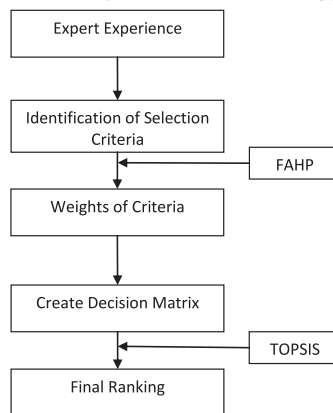 Expert Experience
Identification of Selection
Criteria
FAHP
Weights of Criteria
Create Decision Matrix
TOPSIS
Final Ranking